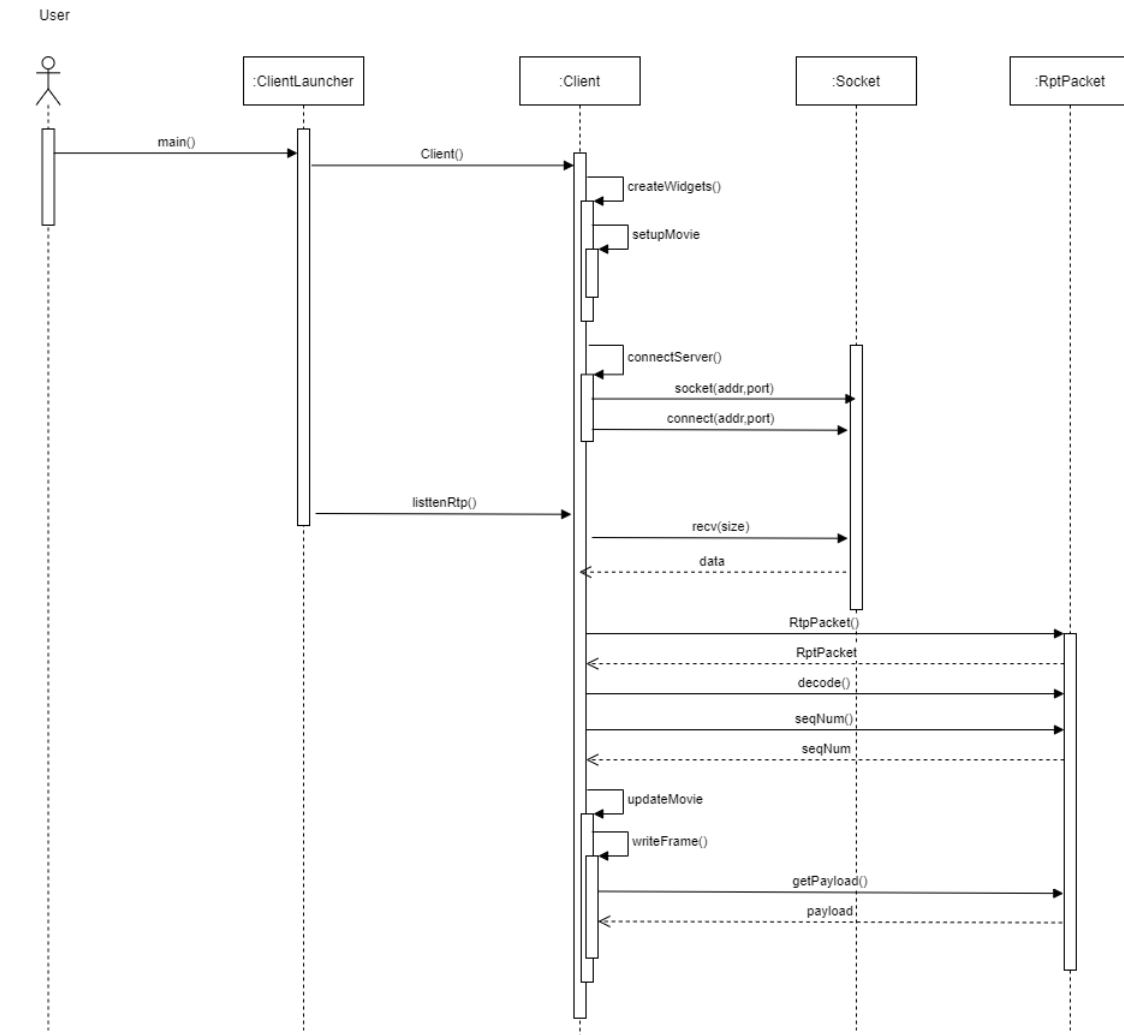 User
:ClientLauncher
:Client
:Socket
:RptPacket
main()
Client()
createWidgets()
setupMovie
connectServer()
socket(addr,port)
connect(addr,port)
listtenRtp()
recv(size)
data
RtpPacket()
RptPacket
decode()
seqNum()
seqNum
updateMovie
writeFrame()
getPayload()
payload